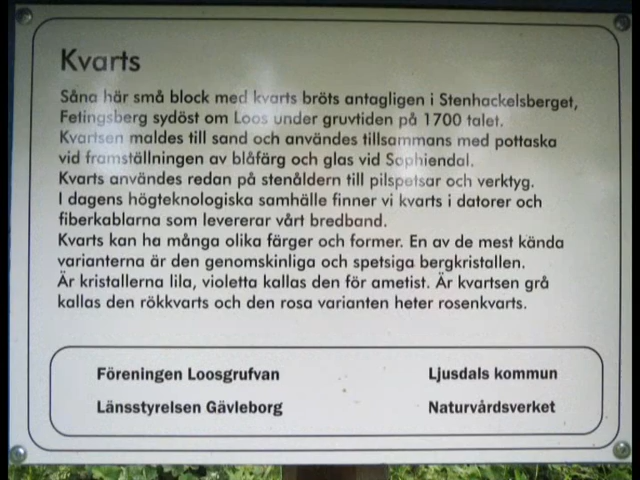 Kvarts
Såna här små block med kvarts bröts antagligen i Stenhackelsberget,
Fetingsberg sydöst om Loos under gruvtiden på 1700 talet.
Kvartsen maldes till sand och användes tillsammans med pottaska
vid framställningen av blåfärg och glas vid Sophiendal.
Kvarts användes redan på stenåldern till pilspetsar och verktyg.
I dagens högteknologiska samhälle finner vi kvarts i datorer och
fiberkablarna som levererar vårt bredband.
Kvarts kan ha många olika färger och former. En av de mest kända
varianterna är den genomskinliga och spetsiga bergkristallen.
Är kristallerna lila, violetta kallas den för ametist. Är kvartsen grå
kallas den rökkvarts och den rosa varianten heter rosenkvarts.
Föreningen Loosgrufvan
Ljusdals kommun
Länsstyrelsen Gävleborg
Naturvårdsverket